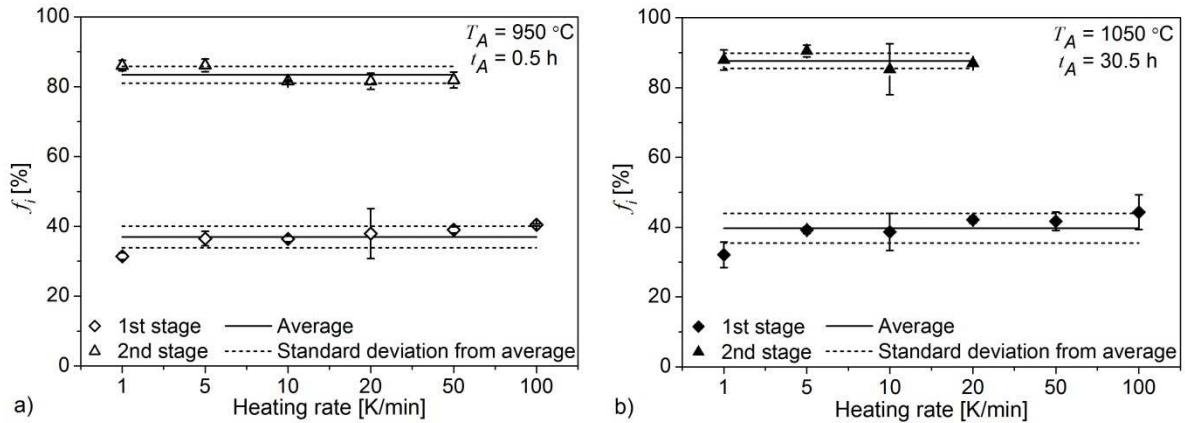 100
80
60
40
20
0
f_i [%]
T_A = 950 °C
t_A = 0.5 h
1st stage
Average
2nd stage
Standard deviation from average
1 5 10 20 50 100
Heating rate [K/min]
a)
100
80
60
40
20
0
f_i [%]
T_A = 1050 °C
t_A = 30.5 h
1st stage
Average
2nd stage
Standard deviation from average
1 5 10 20 50 100
Heating rate [K/min]
b)